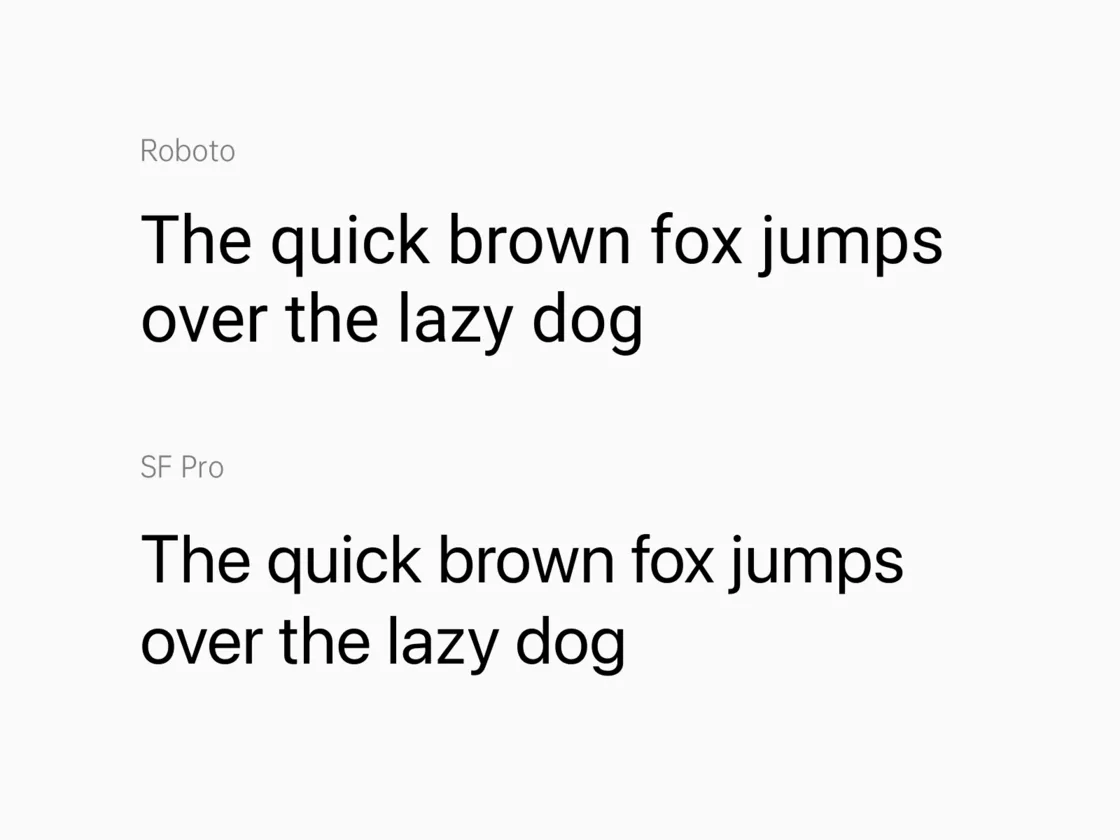 Roboto
The quick brown fox jumps
over the lazy dog
SF Pro
The quick brown fox jumps
over the lazy dog